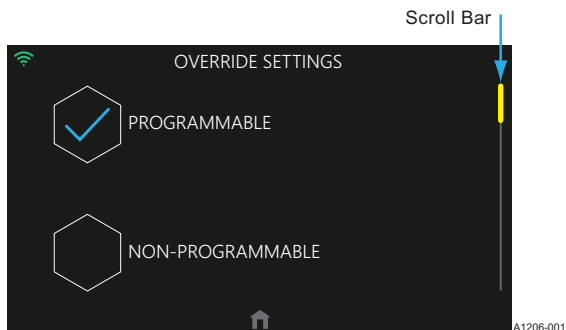 Scroll Bar
OVERRIDE SETTINGS
PROGRAMMABLE
NON-PROGRAMMABLE
A1206-001